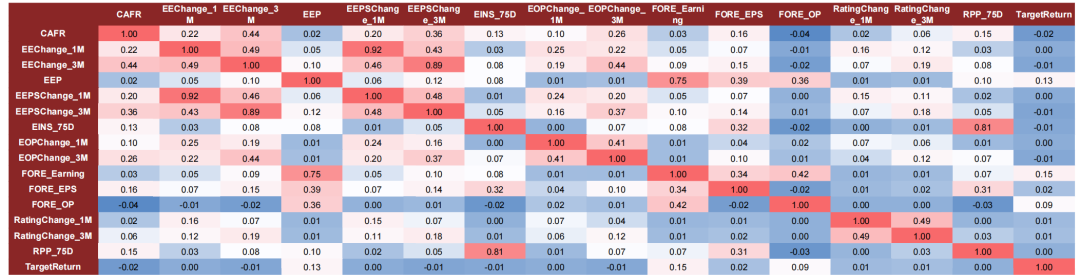 CAFR EEChange_1M EEChange_3M EEP EEPSChange_1M EEPSChange_3M EINS_75D EOPChange_1M EOPChange_3M FORE_Earning FORE_EPS FORE_OP RatingChange_1M RatingChange_3M RPP_75D TargetReturn
CAFR 1.00 0.22 0.44 0.02 0.20 0.36 0.13 0.10 0.26 0.03 0.16 -0.04 0.02 0.06 0.15 -0.02
EEChange_1M 0.22 1.00 0.49 0.05 0.92 0.43 0.03 0.25 0.22 0.05 0.07 -0.01 0.16 0.12 0.03 0.00
EEChange_3M 0.44 0.49 1.00 0.10 0.46 0.89 0.08 0.19 0.44 0.09 0.15 -0.02 0.07 0.19 0.08 -0.01
EEP 0.02 0.05 0.10 1.00 0.06 0.12 0.08 0.01 0.01 0.75 0.39 0.36 0.01 0.01 0.10 0.13
EEPSChange_1M 0.20 0.92 0.46 0.06 1.00 0.48 0.01 0.24 0.20 0.05 0.07 0.00 0.15 0.11 0.02 0.00
EEPSChange_3M 0.36 0.43 0.89 0.12 0.48 1.00 0.05 0.16 0.37 0.10 0.14 0.01 0.07 0.18 0.05 -0.01
EINS_75D 0.13 0.03 0.08 0.08 0.01 0.05 1.00 0.00 0.07 0.08 0.32 -0.02 0.01 0.01 0.81 -0.01
EOPChange_1M 0.10 0.25 0.19 0.01 0.24 0.16 0.00 1.00 0.41 0.01 0.04 0.02 0.07 0.06 0.01 0.00
EOPChange_3M 0.26 0.22 0.44 0.01 0.20 0.37 0.07 0.41 1.00 0.01 0.10 0.01 0.04 0.12 0.07 -0.01
FORE_Earning 0.03 0.05 0.09 0.75 0.05 0.10 0.08 0.01 0.01 1.00 0.34 0.42 0.01 0.01 0.07 0.15
FORE_EPS 0.16 0.07 0.15 0.39 0.07 0.14 0.32 0.04 0.10 0.34 1.00 -0.02 0.01 0.02 0.31 0.02
FORE_OP -0.04 -0.01 -0.02 0.36 0.00 0.01 -0.02 0.02 0.01 0.42 -0.02 1.00 0.00 0.00 -0.03 0.09
RatingChange_1M 0.02 0.16 0.07 0.01 0.15 0.07 0.01 0.07 0.04 0.01 0.01 0.00 1.00 0.49 0.00 0.01
RatingChange_3M 0.06 0.12 0.19 0.01 0.11 0.18 0.01 0.06 0.12 0.01 0.02 0.00 0.49 1.00 0.03 0.00
RPP_75D 0.15 0.03 0.08 0.10 0.02 0.05 0.81 0.01 0.07 0.07 0.31 -0.03 0.00 0.03 1.00 0.00
TargetReturn -0.02 0.00 -0.01 0.13 0.00 -0.01 -0.01 0.00 -0.01 0.15 0.02 0.09 0.01 0.00 0.00 1.00